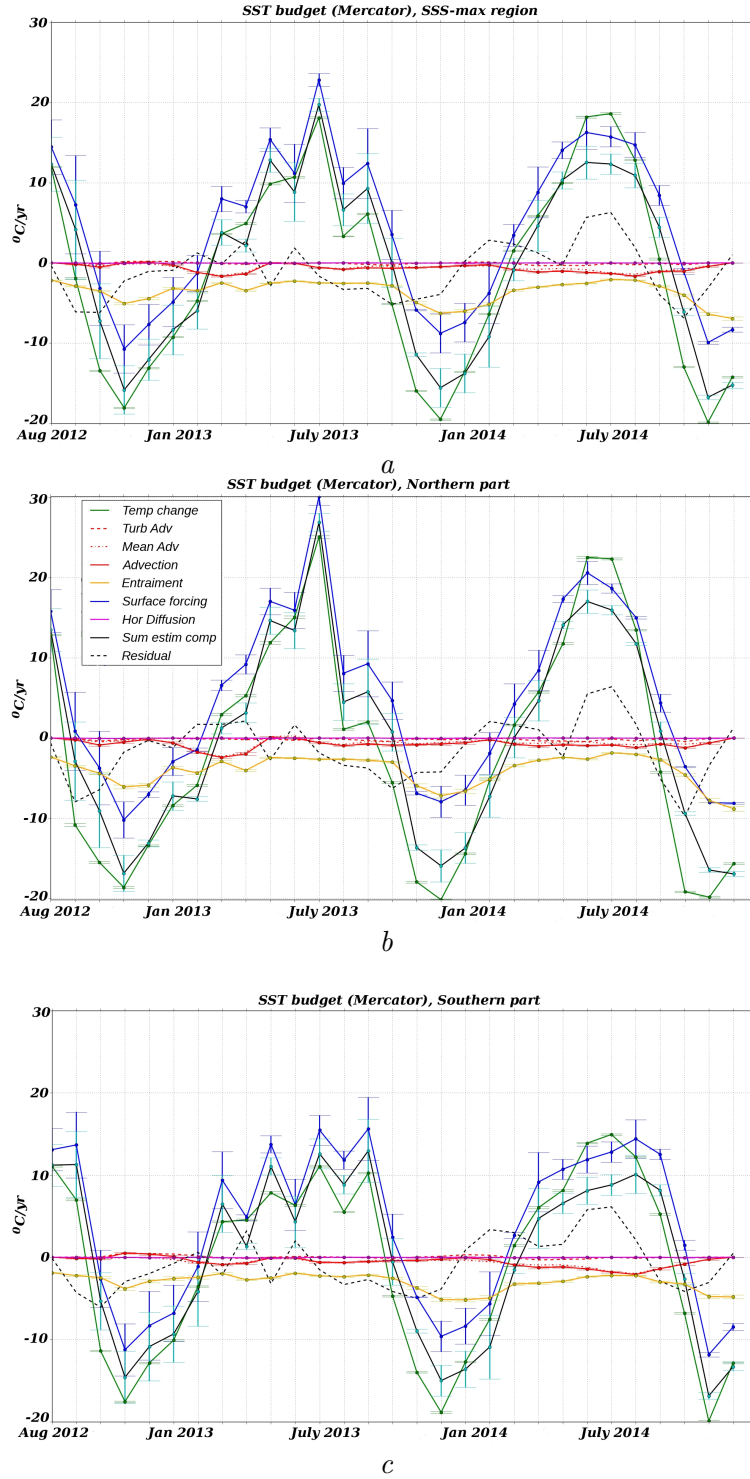 SST budget (Mercator), SSS-max region
30
20
10
0
-10
-20
⁰C/yr
Aug 2012 Jan 2013 July 2013 Jan 2014 July 2014
a
SST budget (Mercator), Northern part
30
20
10
0
-10
-20
⁰C/yr
Temp change
Turb Adv
Mean Adv
Advection
Entraiment
Surface forcing
Hor Diffusion
Sum estim comp
Residual
Aug 2012 Jan 2013 July 2013 Jan 2014 July 2014
b
SST budget (Mercator), Southern part
30
20
10
0
-10
-20
⁰C/yr
Aug 2012 Jan 2013 July 2013 Jan 2014 July 2014
c